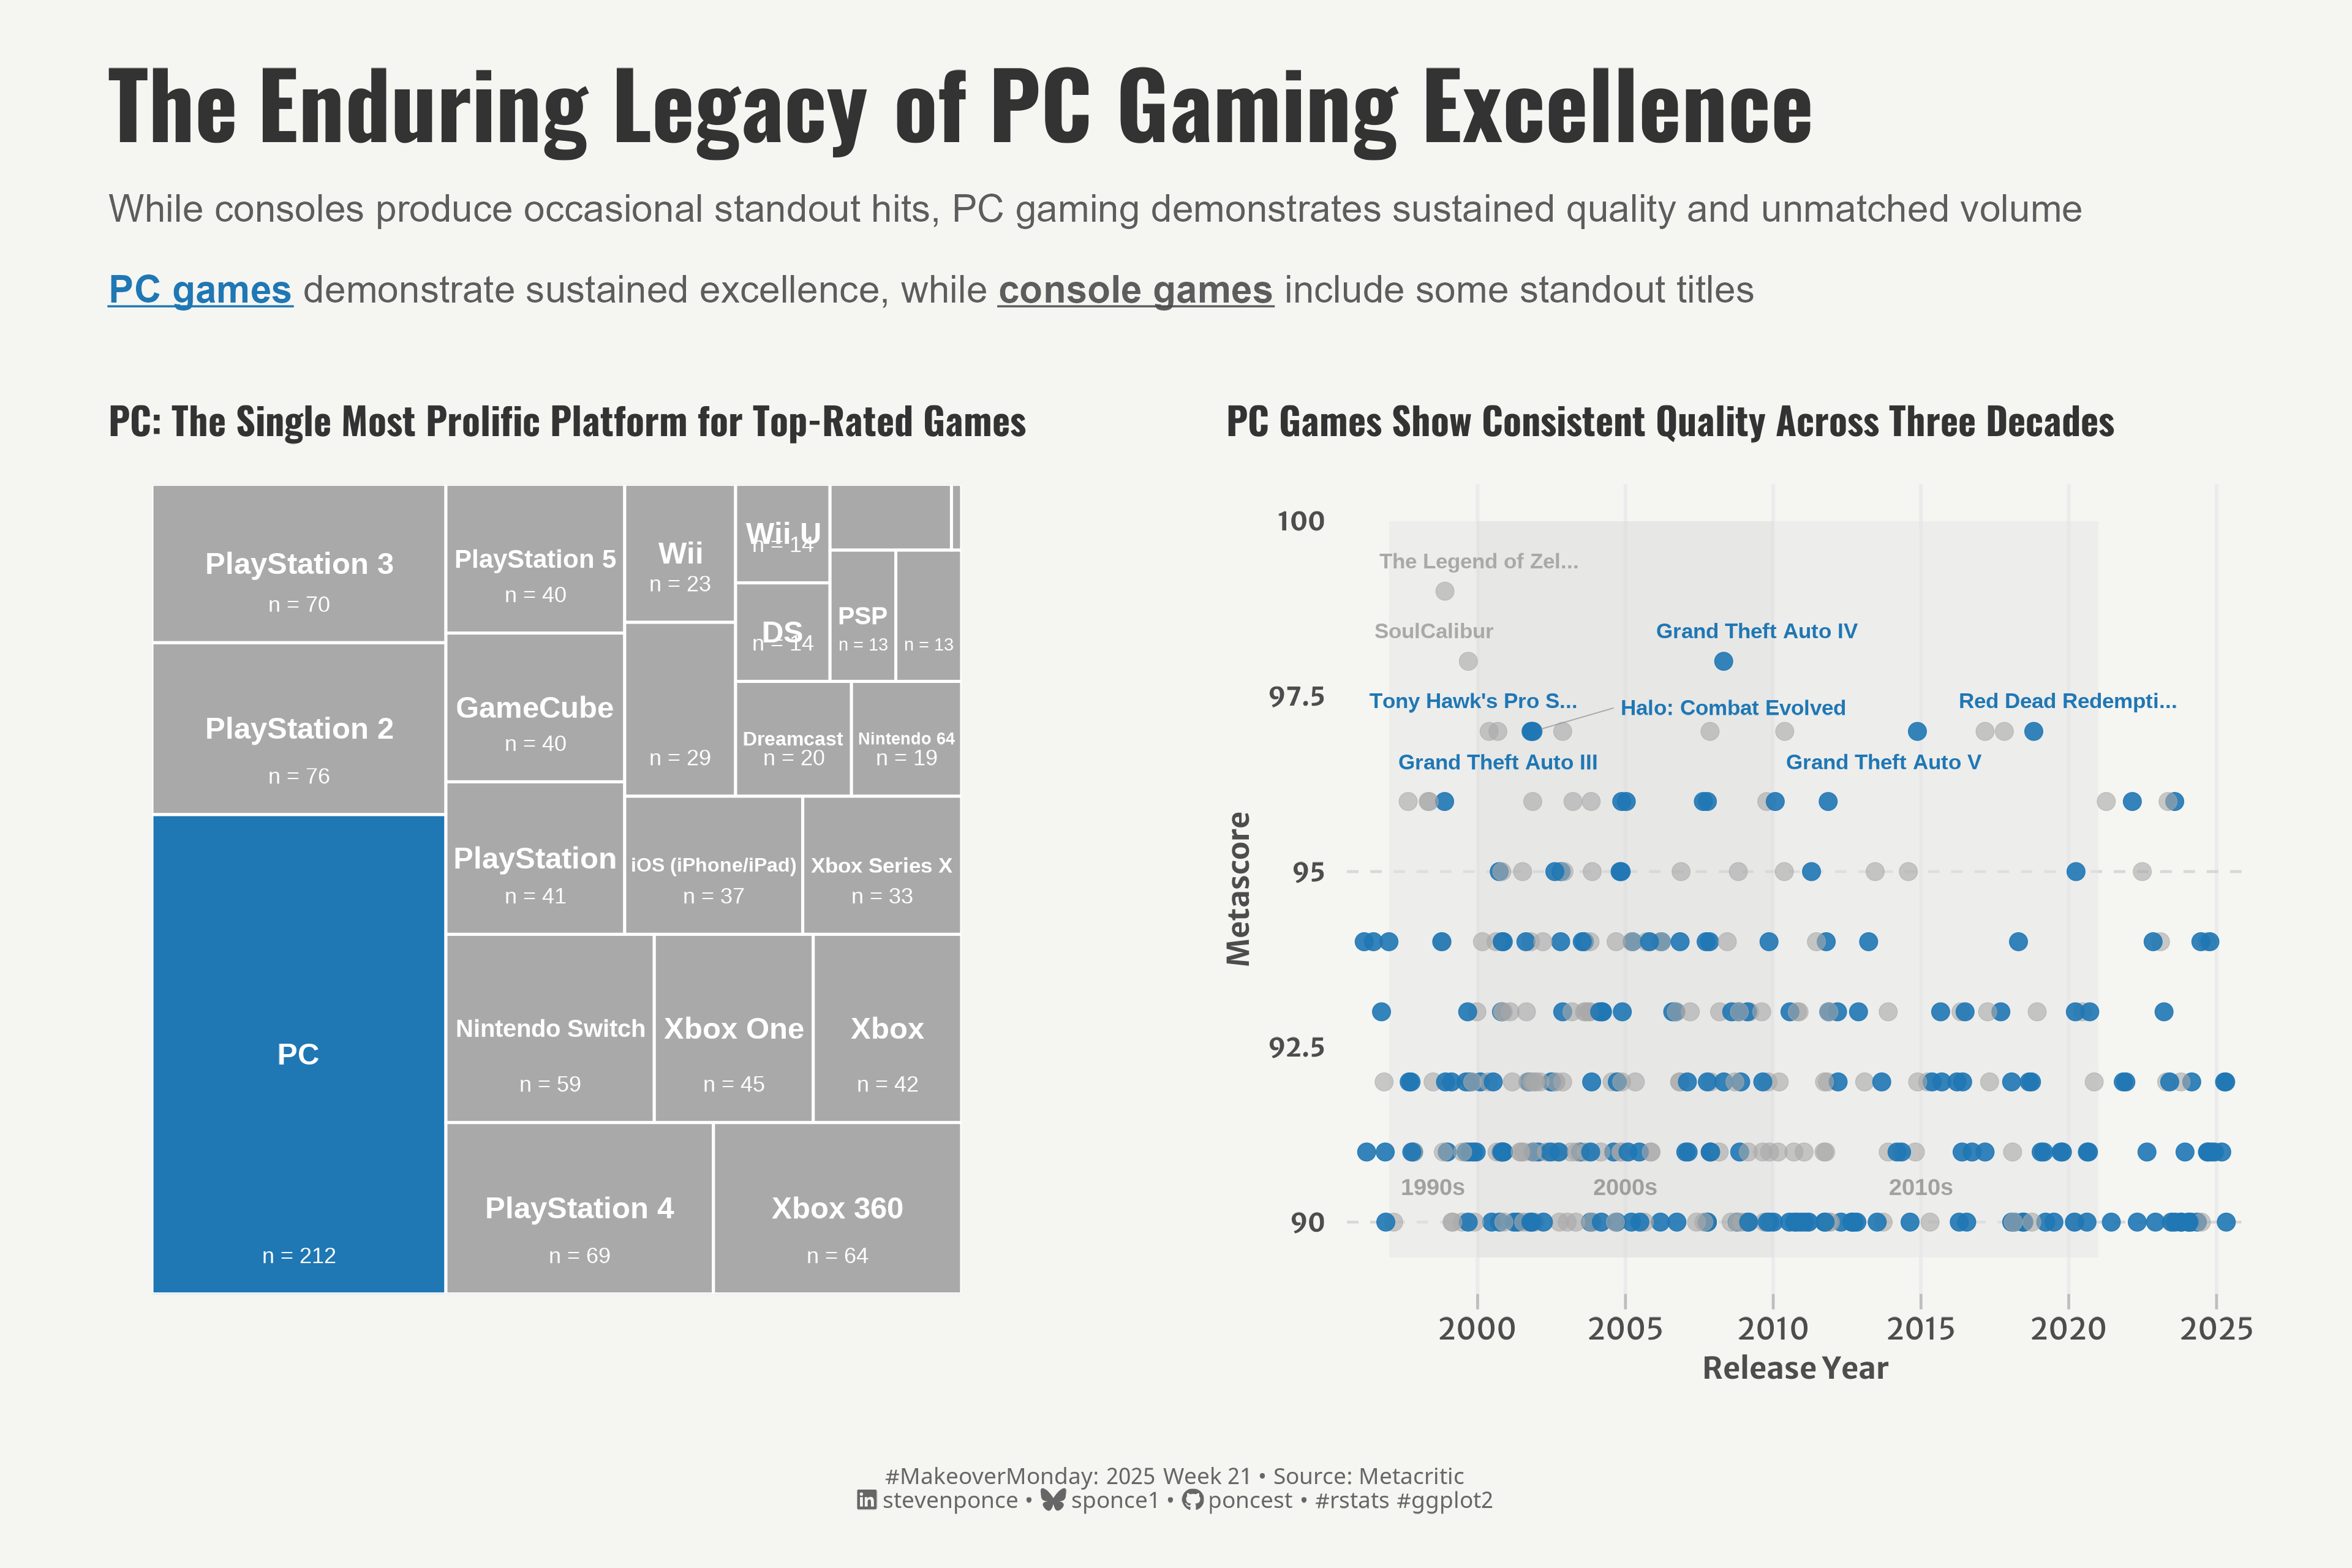 The Enduring Legacy of PC Gaming Excellence
While consoles produce occasional standout hits, PC gaming demonstrates sustained quality and unmatched volume
PC games demonstrate sustained excellence, while console games include some standout titles
PC: The Single Most Prolific Platform for Top-Rated Games
PlayStation 3
n = 70
PlayStation 2
n = 76
PC
n = 212
PlayStation 5
n = 40
GameCube
n = 40
PlayStation
n = 41
Nintendo Switch
n = 59
Xbox One
n = 45
Xbox
n = 42
PlayStation 4
n = 69
Xbox 360
n = 64
Wii
n = 23
n = 29
iOS (iPhone/iPad)
n = 37
Xbox Series X
n = 33
Wii U
n = 14
DS
n = 14
PSP
n = 13
n = 13
Dreamcast
n = 20
Nintendo 64
n = 19
PC Games Show Consistent Quality Across Three Decades
Metascore
100
97.5
95
92.5
90
The Legend of Zel...
SoulCalibur
Grand Theft Auto IV
Tony Hawk's Pro S...
Halo: Combat Evolved
Red Dead Redempti...
Grand Theft Auto III
Grand Theft Auto V
1990s
2000s
2010s
2000
2005
2010
2015
2020
2025
Release Year
#MakeoverMonday: 2025 Week 21 • Source: Metacritic
stevenponce • sponce1 • poncest • #rstats #ggplot2